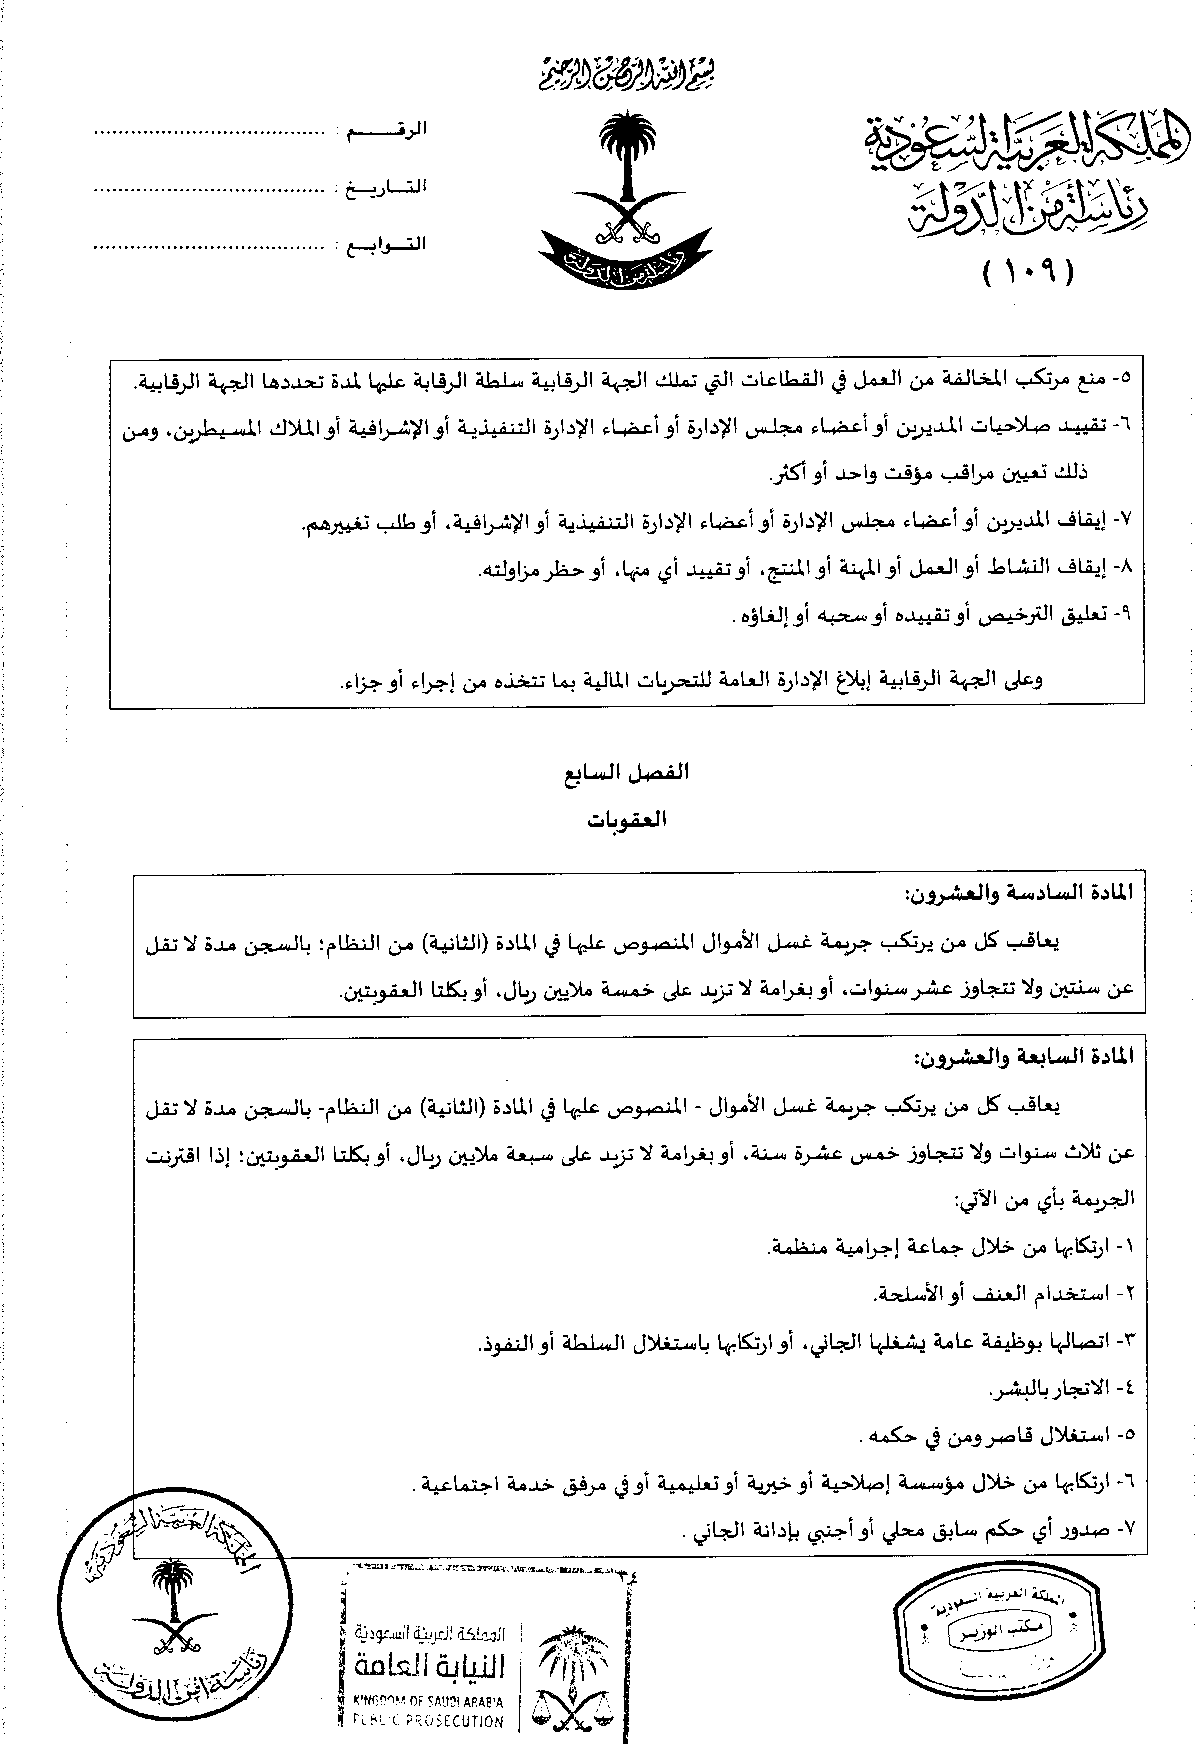 بسم الله الرحمن الرحيم
المملكة العربية السعودية
رئاسة أمن الدولة
(١٠٩)
الرقــــم : ....................................
التـاريـخ : ....................................
التـوابـع : ....................................
رئاسة أمن الدولة
٥- منع مرتكب المخالفة من العمل في القطاعات التي تملك الجهة الرقابية سلطة الرقابة عليها لمدة تحددها الجهة الرقابية.
٦- تقييد صلاحيات المديرين أو أعضاء مجلس الإدارة أو أعضاء الإدارة التنفيذية أو الإشرافية أو الملاك المسيطرين، ومن
ذلك تعيين مراقب مؤقت واحد أو أكثر.
٧- إيقاف المديرين أو أعضاء مجلس الإدارة أو أعضاء الإدارة التنفيذية أو الإشرافية، أو طلب تغييرهم.
٨- إيقاف النشاط أو العمل أو المهنة أو المنتج، أو تقييد أي منها، أو حظر مزاولته.
٩- تعليق الترخيص أو تقييده أو سحبه أو إلغاؤه .
وعلى الجهة الرقابية إبلاغ الإدارة العامة للتحريات المالية بما تتخذه من إجراء أو جزاء.
الفصل السابع
العقوبات
المادة السادسة والعشرون:
يعاقب كل من يرتكب جريمة غسل الأموال المنصوص عليها في المادة (الثانية) من النظام؛ بالسجن مدة لا تقل
عن سنتين ولا تتجاوز عشر سنوات، أو بغرامة لا تزيد على خمسة ملايين ريال، أو بكلتا العقوبتين.
المادة السابعة والعشرون:
يعاقب كل من يرتكب جريمة غسل الأموال - المنصوص عليها في المادة (الثانية) من النظام- بالسجن مدة لا تقل
عن ثلاث سنوات ولا تتجاوز خمس عشرة سنة، أو بغرامة لا تزيد على سبعة ملايين ريال، أو بكلتا العقوبتين؛ إذا اقترنت
الجريمة بأي من الآتي:
١- ارتكابها من خلال جماعة إجرامية منظمة.
٢- استخدام العنف أو الأسلحة.
٣- اتصالها بوظيفة عامة يشغلها الجاني، أو ارتكابها باستغلال السلطة أو النفوذ.
٤- الاتجار بالبشر.
٥- استغلال قاصر ومن في حكمه .
٦- ارتكابها من خلال مؤسسة إصلاحية أو خيرية أو تعليمية أو في مرفق خدمة اجتماعية .
٧- صدور أي حكم سابق محلي أو أجنبي بإدانة الجاني .
المملكة العربية السعودية
مكتب الوزير
المملكة العربية السعودية
النيابة العامة
KINGDOM OF SAUDI ARABIA
PUBLIC PROSECUTION
المملكة العربية السعودية
رئاسة أمن الدولة